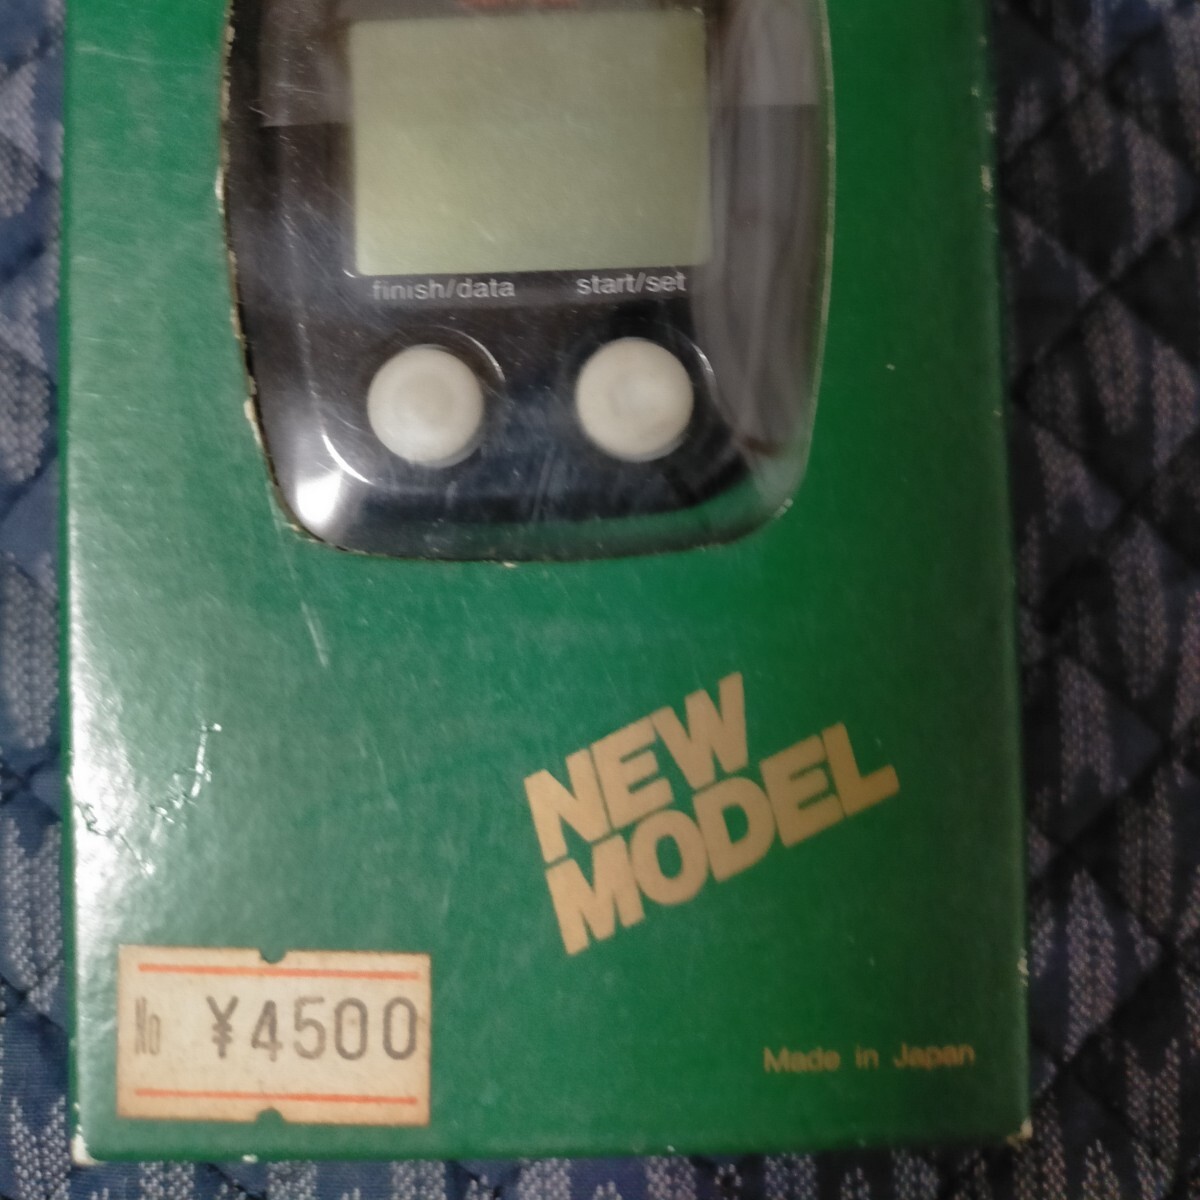 finish/data start/set
NEW
MODEL
No ¥4500
Made in Japan